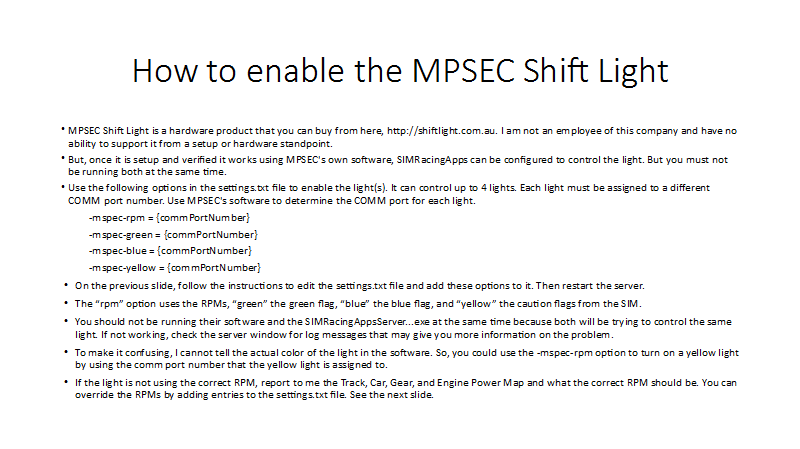 How to enable the MPSEC Shift Light
• MPSEC Shift Light is a hardware product that you can buy from here, http://shiftlight.com.au. I am not an employee of this company and have no
ability to support it from a setup or hardware standpoint.
• But, once it is setup and verified it works using MPSEC's own software, SIMRacingApps can be configured to control the light. But you must not
be running both at the same time.
• Use the following options in the settings.txt file to enable the light(s). It can control up to 4 lights. Each light must be assigned to a different
COMM port number. Use MPSEC's software to determine the COMM port for each light.
-mspec-rpm = {commPortNumber}
-mspec-green = {commPortNumber}
-mspec-blue = {commPortNumber}
-mspec-yellow = {commPortNumber}
• On the previous slide, follow the instructions to edit the settings.txt file and add these options to it. Then restart the server.
• The “rpm” option uses the RPMs, “green” the green flag, “blue” the blue flag, and “yellow” the caution flags from the SIM.
• You should not be running their software and the SIMRacingAppsServer...exe at the same time because both will be trying to control the same
light. If not working, check the server window for log messages that may give you more information on the problem.
• To make it confusing, I cannot tell the actual color of the light in the software. So, you could use the -mspec-rpm option to turn on a yellow light
by using the comm port number that the yellow light is assigned to.
• If the light is not using the correct RPM, report to me the Track, Car, Gear, and Engine Power Map and what the correct RPM should be. You can
override the RPMs by adding entries to the settings.txt file. See the next slide.